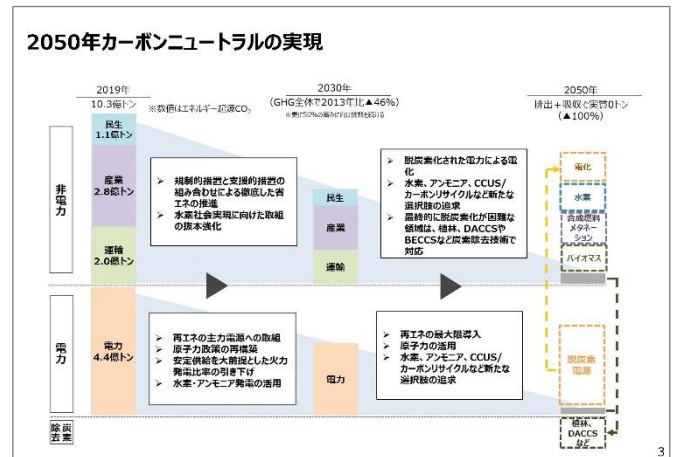 2050年カーボンニュートラルの実現
2019年
10.3億トン
※数値はエネルギー起源CO₂
2030年
(GHG全体で2013年比▲46%)
※更に50%の高みに向け挑戦を続ける
2050年
排出+吸収で実質0トン
(▲100%)
非電力
民生
1.1億トン
産業
2.8億トン
運輸
2.0億トン
➢ 規制的措置と支援的措置の
組み合わせによる徹底した省
エネの推進
➢ 水素社会実現に向けた取組
の抜本強化
民生
産業
運輸
➢ 脱炭素化された電力による電
化
➢ 水素、アンモニア、CCUS/
カーボンリサイクルなど新たな
選択肢の追求
➢ 最終的に脱炭素化が困難な
領域は、植林、DACCSや
BECCSなど炭素除去技術で
対応
電化
水素
合成燃料
メタネー
ション
バイオマス
電力
電力
4.4億トン
➢ 再エネの主力電源への取組
➢ 原子力政策の再構築
➢ 安定供給を大前提とした火力
発電比率の引き下げ
➢ 水素・アンモニア発電の活用
電力
➢ 再エネの最大限導入
➢ 原子力の活用
➢ 水素、アンモニア、CCUS/
カーボンリサイクルなど新たな
選択肢の追求
脱炭素
電源
炭素除去
植林、
DACCS
など
3